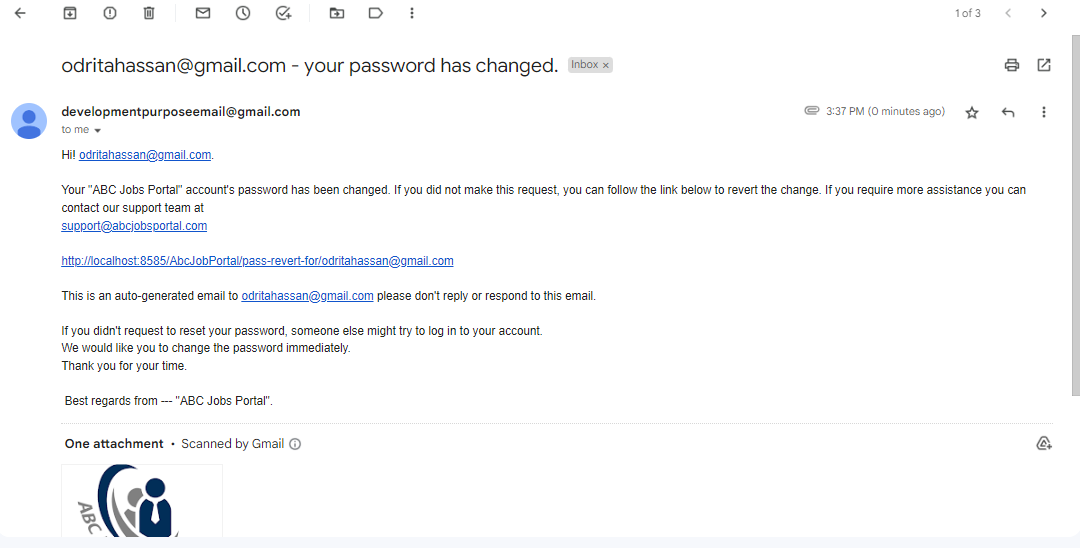 1 of 3
odritahassan@gmail.com - your password has changed. Inbox x
developmentpurposeemail@gmail.com 3:37 PM (0 minutes ago)
to me
Hi! odritahassan@gmail.com.
Your "ABC Jobs Portal" account's password has been changed. If you did not make this request, you can follow the link below to revert the change. If you require more assistance you can
contact our support team at
support@abcjobsportal.com
http://localhost:8585/AbcJobPortal/pass-revert-for/odritahassan@gmail.com
This is an auto-generated email to odritahassan@gmail.com please don't reply or respond to this email.
If you didn't request to reset your password, someone else might try to log in to your account.
We would like you to change the password immediately.
Thank you for your time.
Best regards from --- "ABC Jobs Portal".
One attachment • Scanned by Gmail
ABC